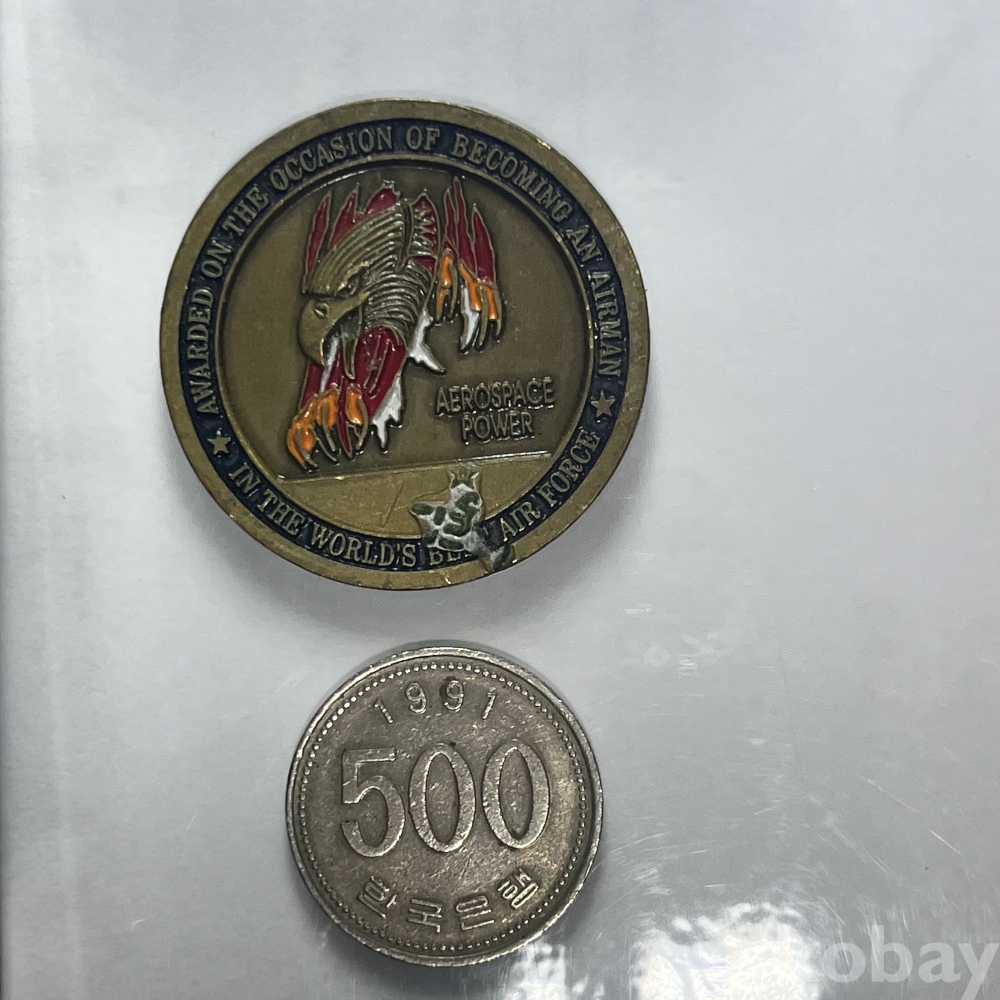 AWARDED ON THE OCCASION OF BECOMING AN AIRMAN
AEROSPACE
POWER
IN THE WORLD'S AIR FORCE
1991
500
한국은행
obay